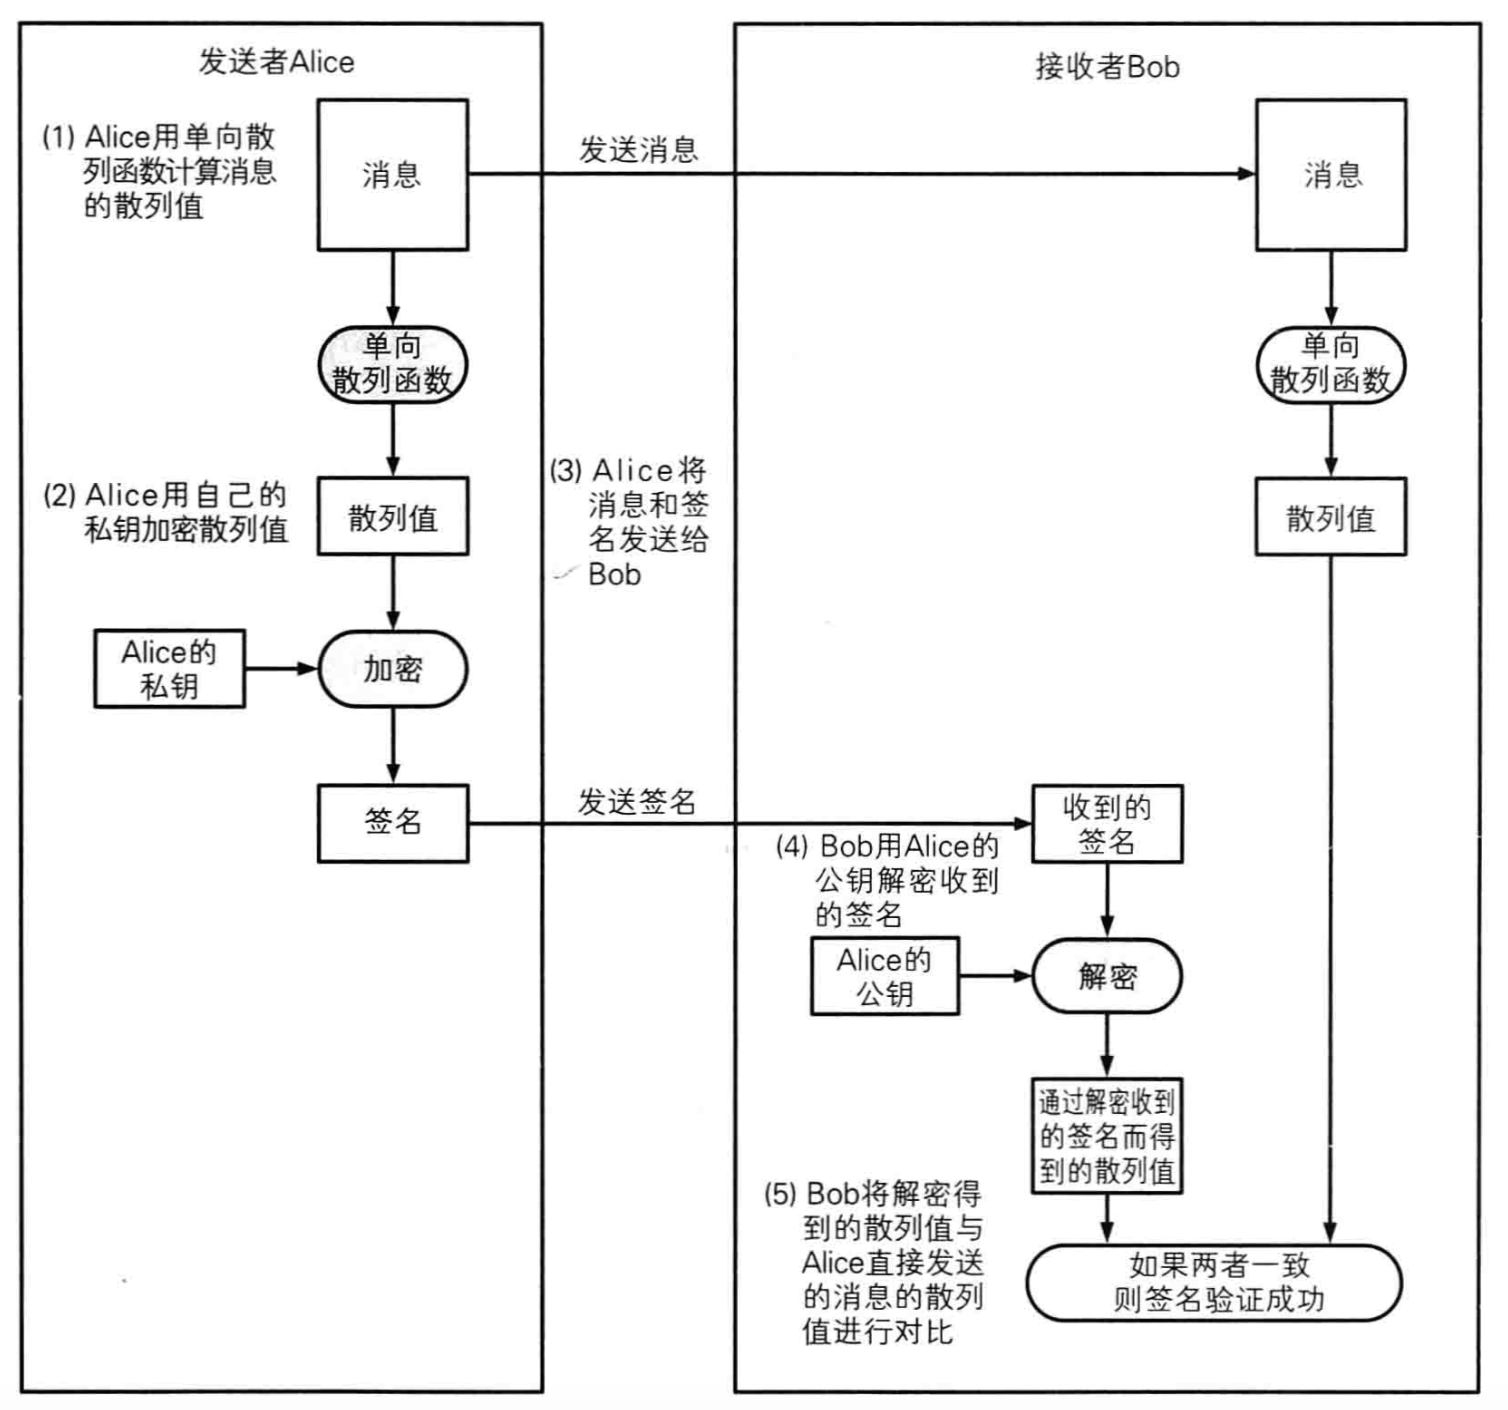 发送者Alice
接收者Bob
(1) Alice用单向散
列函数计算消息
的散列值
消息
发送消息
消息
单向
散列函数
单向
散列函数
(2) Alice用自己的
私钥加密散列值
散列值
(3) Alice将
消息和签
名发送给
Bob
散列值
Alice的
私钥
加密
签名
发送签名
收到的
签名
(4) Bob用Alice的
公钥解密收到
的签名
Alice的
公钥
解密
通过解密收到
的签名而得
到的散列值
(5) Bob将解密得
到的散列值与
Alice直接发送
的消息的散列
值进行对比
如果两者一致
则签名验证成功